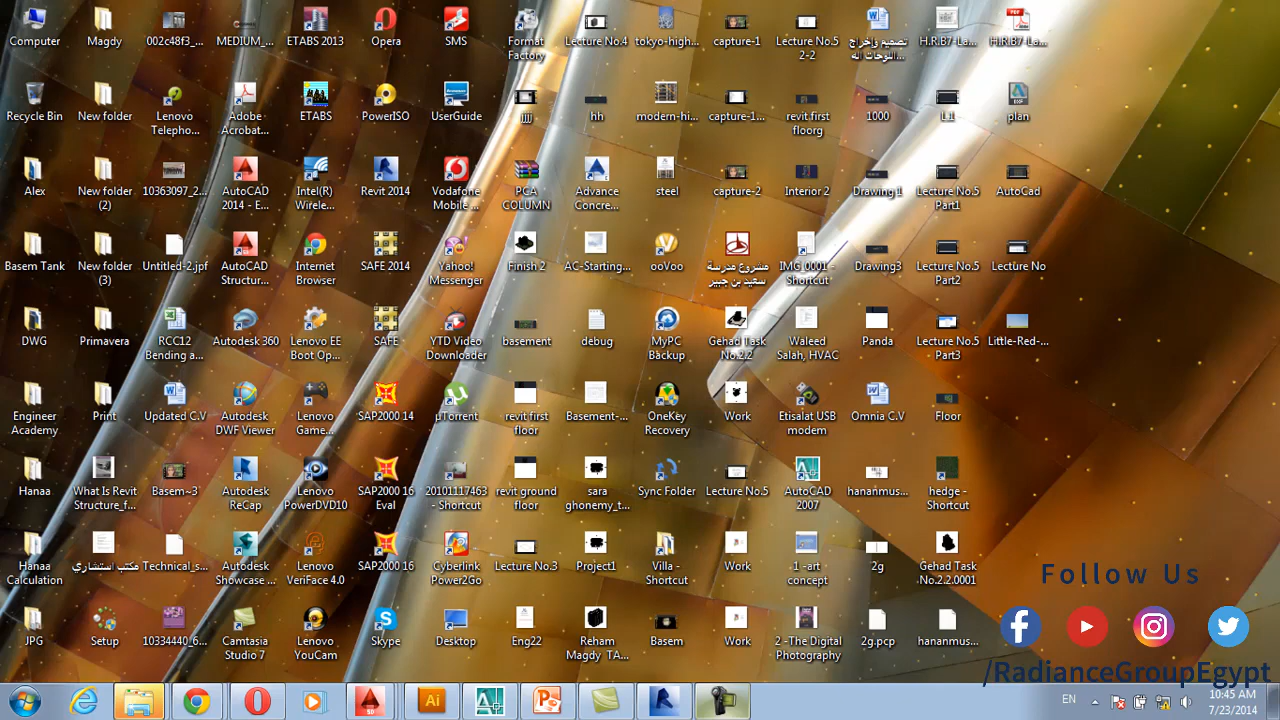 Computer
Magdy
002c48f3_...
MEDIUM_...
ETABS 2013
Opera
SMS
Format
Factory
Lecture No.4
tokyo-high...
capture-1
Lecture No.5
2-2
تصميم وإخراج
اللوحات اله...
H.R.B7-La...
H.R.B7-La...
Recycle Bin
New folder
Lenovo
Telepho...
Adobe
Acrobat...
ETABS
PowerISO
UserGuide
jjjj
hh
modern-hi...
capture-1...
revit.first
floorg
1000
L1
plan
Alex
New folder
(2)
10363097_2...
AutoCAD
2014 - E...
Intel(R)
Wirele...
Revit 2014
Vodafone
Mobile ...
PCA
COLUMN
Advance
Concre...
steel
capture-2
Interior 2
Drawing 1
Lecture No.5
Part1
AutoCad
Basem Tank
New folder
(3)
Untitled-2.jpf
AutoCAD
Structur...
Internet
Browser
SAFE 2014
Yahoo!
Messenger
Finish 2
AC-Starting...
ooVoo
مشروع مدرسة
سعيد بن جبير
IMG_0001 -
Shortcut
Drawing3
Lecture No.5
Part2
Lecture No
DWG
Primavera
RCC12
Bending a...
Autodesk 360
Lenovo EE
Boot Op...
SAFE
YTD Video
Downloader
basement
debug
MyPC
Backup
Gehad Task
No.2.2
Waleed
Salah, HVAC
Panda
Lecture No.5
Part3
Little-Red-...
Engineer
Academy
Print
Updated C.V
Autodesk
DWF Viewer
Lenovo
Game...
SAP2000 14
µTorrent
revit first
floor
Basement-...
OneKey
Recovery
Work
Etisalat USB
modem
Omnia C.V
Floor
Hanaa
What Is Revit
Structure_f...
Basem~3
Autodesk
ReCap
Lenovo
PowerDVD10
SAP2000 16
Eval
20101117463
- Shortcut
revit ground
floor
sara
ghonemy_t...
Sync Folder
Lecture No.5
AutoCAD
2007
hananmus...
hedge -
Shortcut
Hanaa
Calculation
مكتب استشاري
Technical_s...
Autodesk
Showcase ...
Lenovo
VeriFace 4.0
SAP2000 16
Cyberlink
Power2Go
Lecture No.3
Project1
Villa -
Shortcut
Work
1 -art
concept
2g
Gehad Task
No.2.2.0001
JPG
Setup
10334440_6...
Camtasia
Studio 7
Lenovo
YouCam
Skype
Desktop
Eng22
Reham
Magdy TA...
Basem
Work
2 -The Digital
Photography
2g.pcp
hananmus...
Follow Us
/RadianceGroupEgypt
EN
10:45 AM
7/23/2014